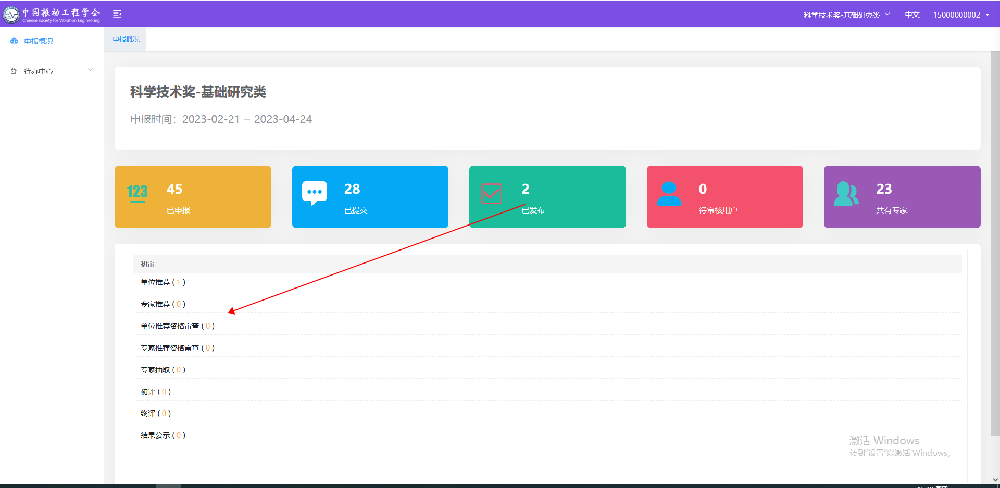 中国振动工程学会
Chinese Society for Vibration Engineering
CSVE
科学技术奖-基础研究类
中文
15000000002
申报概况
待办中心
申报概况
科学技术奖-基础研究类
申报时间：2023-02-21 ~ 2023-04-24
123
45
已申报
28
已提交
2
已发布
0
待审核用户
23
共有专家
初审
单位推荐 ( 1 )
专家推荐 ( 0 )
单位推荐资格审查 ( 0 )
专家推荐资格审查 ( 0 )
专家抽取 ( 0 )
初评 ( 0 )
终评 ( 0 )
结果公示 ( 0 )
激活 Windows
转到"设置"以激活 Windows。